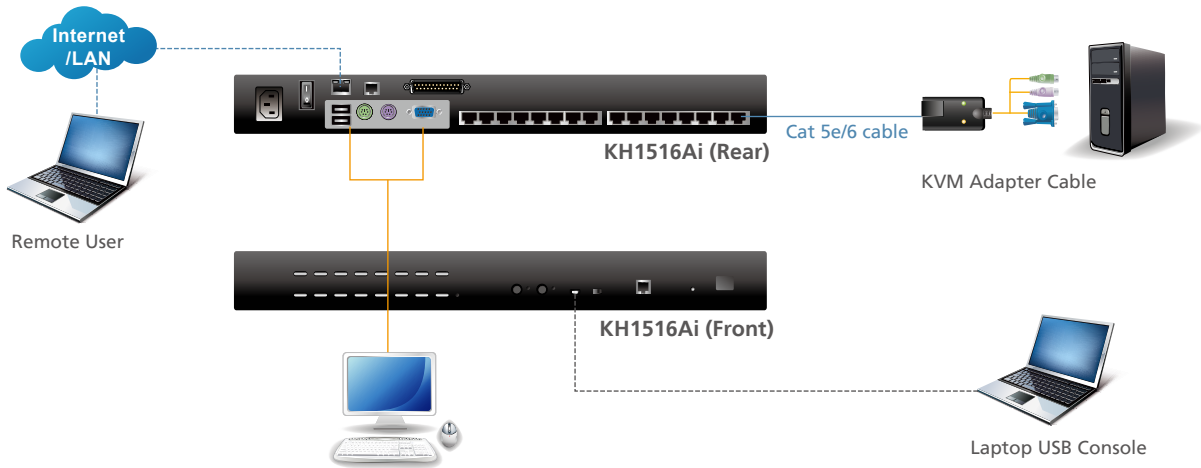 Internet
/LAN
Cat 5e/6 cable
KH1516Ai (Rear)
KVM Adapter Cable
Remote User
KH1516Ai (Front)
Laptop USB Console